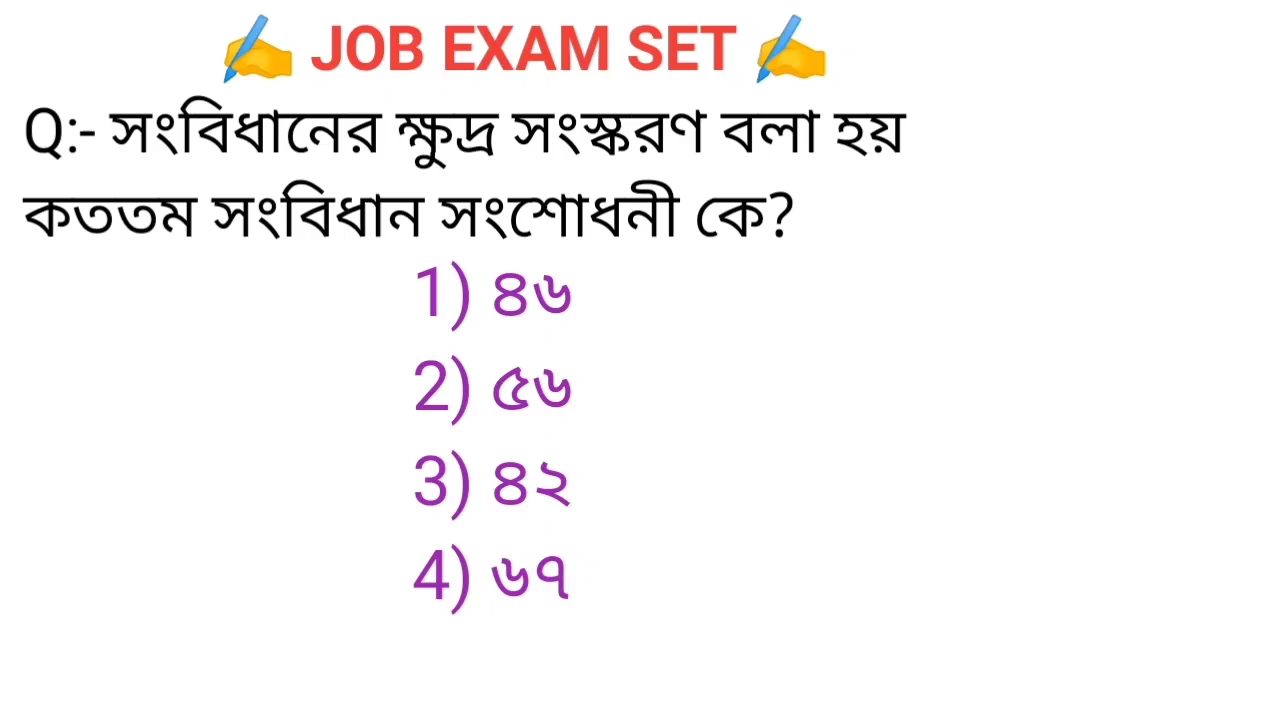 ✍️ JOB EXAM SET ✍️
Q:- সংবিধানের ক্ষুদ্র সংস্করণ বলা হয়
কততম সংবিধান সংশোধনী কে?
1) ৪৬
2) ৫৬
3) ৪২
4) ৬৭